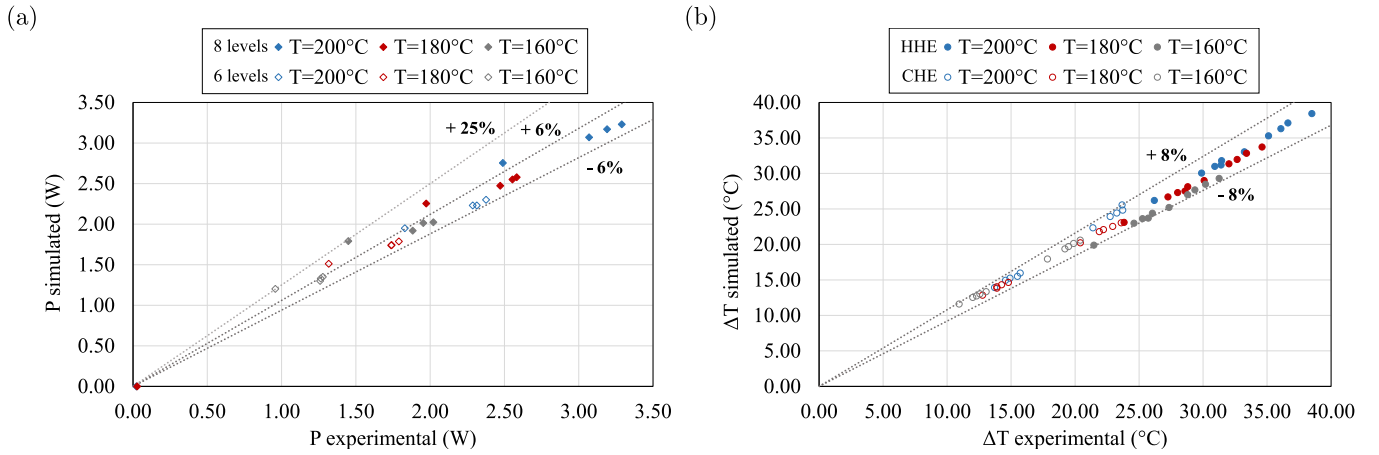 (a)
8 levels T=200°C T=180°C T=160°C
6 levels T=200°C T=180°C T=160°C
3.50
3.00
2.50
2.00
1.50
1.00
0.50
0.00
P simulated (W)
+ 25%
+ 6%
- 6%
0.00 0.50 1.00 1.50 2.00 2.50 3.00 3.50
P experimental (W)
(b)
HHE T=200°C T=180°C T=160°C
CHE T=200°C T=180°C T=160°C
40.00
35.00
30.00
25.00
20.00
15.00
10.00
5.00
0.00
ΔT simulated (°C)
+ 8%
- 8%
0.00 5.00 10.00 15.00 20.00 25.00 30.00 35.00 40.00
ΔT experimental (°C)